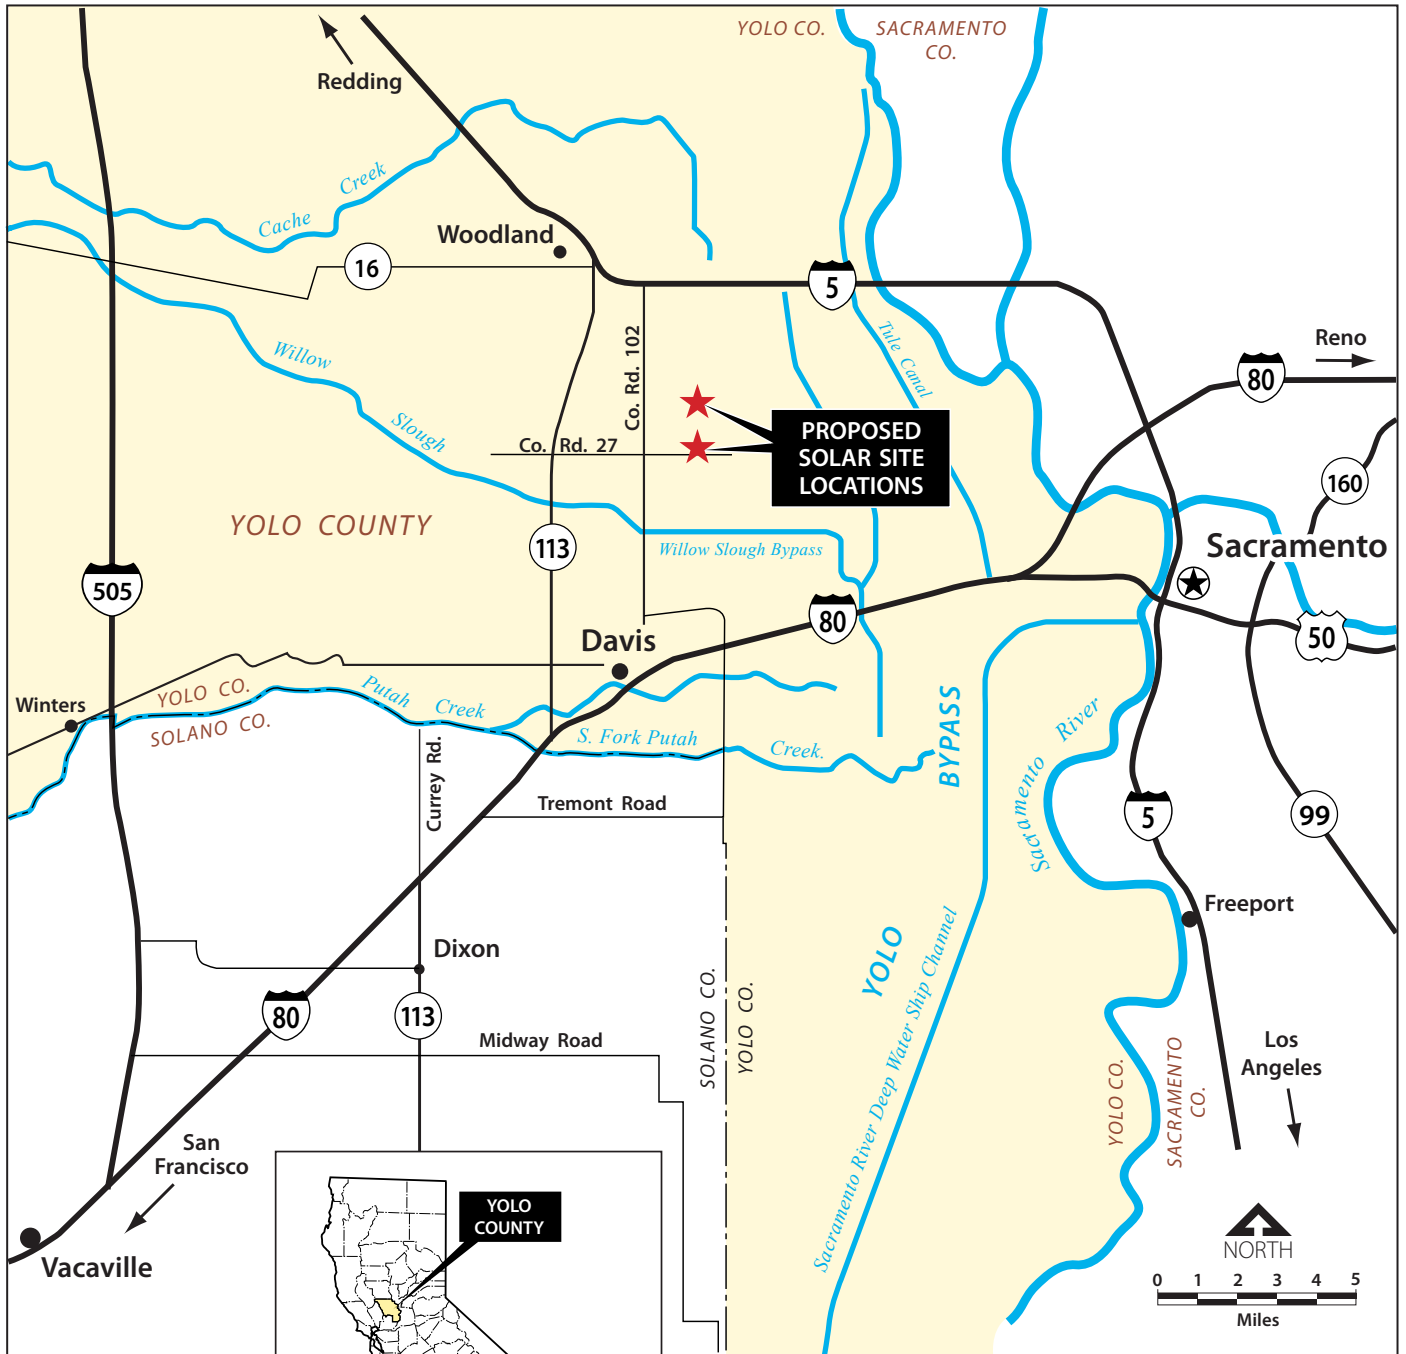 YOLO CO.
SACRAMENTO
CO.
Redding
Creek
Cache
Woodland
16
5
Reno
80
Tule Canal
Co. Rd. 102
Willow
Slough
Co. Rd. 27
PROPOSED
SOLAR SITE
LOCATIONS
160
YOLO COUNTY
113
Willow Slough Bypass
Sacramento
505
80
50
Davis
Winters
YOLO CO.
SOLANO CO.
Putah Creek
S. Fork Putah Creek.
BYPASS
Sacramento River
Currey Rd.
Tremont Road
5
99
Freeport
YOLO
Dixon
Sacramento River Deep Water Ship Channel
80
113
SOLANO CO.
YOLO CO.
Midway Road
Los
Angeles
YOLO CO.
SACRAMENTO
CO.
San
Francisco
YOLO
COUNTY
Vacaville
NORTH
0 1 2 3 4 5
Miles